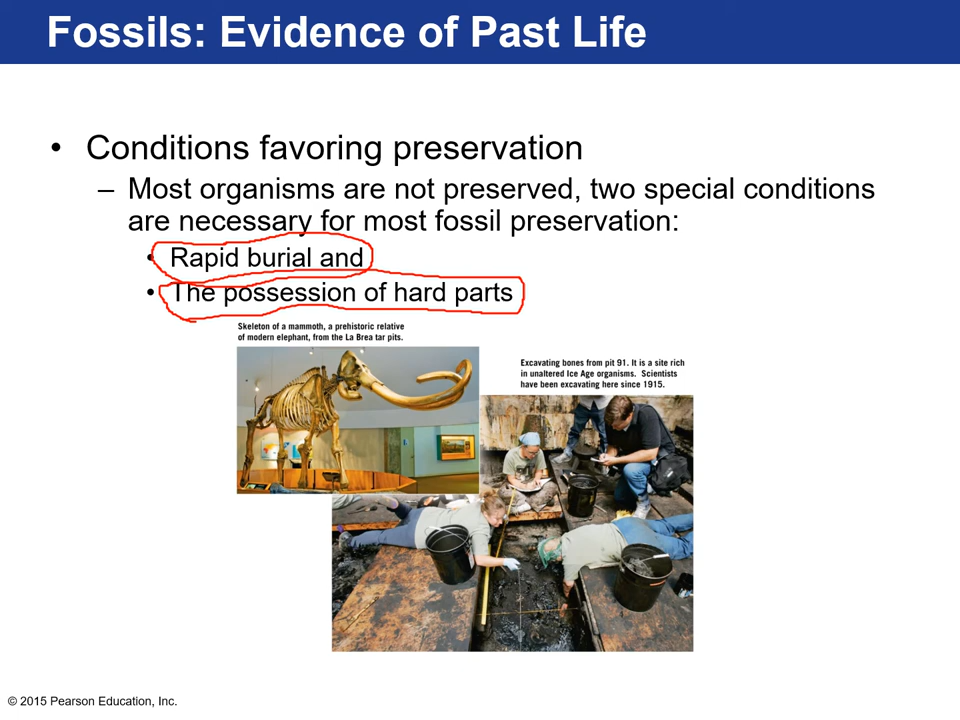 Fossils: Evidence of Past Life
• Conditions favoring preservation
– Most organisms are not preserved, two special conditions
are necessary for most fossil preservation:
• Rapid burial and
• The possession of hard parts
Skeleton of a mammoth, a prehistoric relative
of modern elephant, from the La Brea tar pits.
Excavating bones from pit 91. It is a site rich
in unaltered Ice Age organisms. Scientists
have been excavating here since 1915.
© 2015 Pearson Education, Inc.